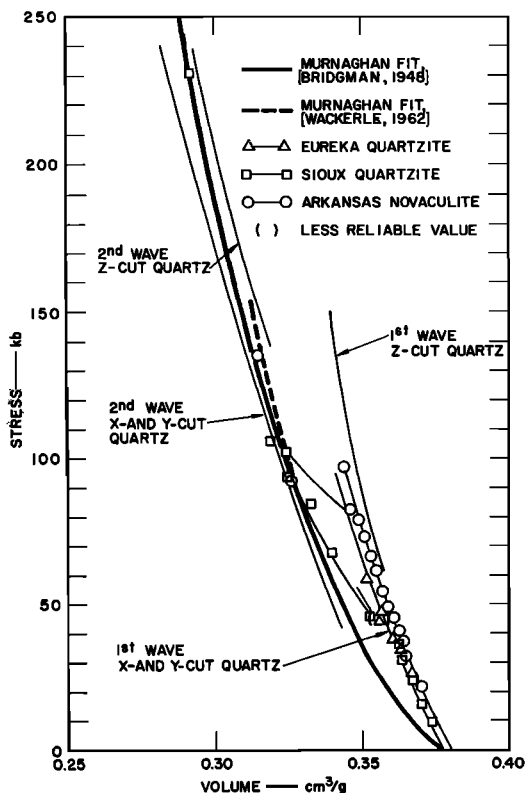 250
200
150
100
50
0
STRESS — kb
0.25
0.30
0.35
0.40
VOLUME — cm³/g
MURNAGHAN FIT,
[BRIDGMAN, 1948]
MURNAGHAN FIT,
[WACKERLE, 1962]
EUREKA QUARTZITE
SIOUX QUARTZITE
ARKANSAS NOVACULITE
( ) LESS RELIABLE VALUE
2nd WAVE
Z-CUT QUARTZ
1st WAVE
Z-CUT QUARTZ
2nd WAVE
X-AND Y-CUT
QUARTZ
1st WAVE
X-AND Y-CUT QUARTZ